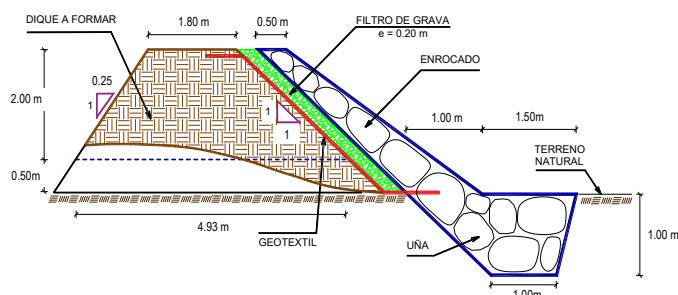 DIQUE A FORMAR
1.80 m
0.50 m
FILTRO DE GRAVA
e = 0.20 m
ENROCADO
0.25
1
2.00 m
1
1
1.00 m
1.50m
TERRENO
NATURAL
0.50m
4.93 m
GEOTEXTIL
UÑA
1.00 m
1.00m